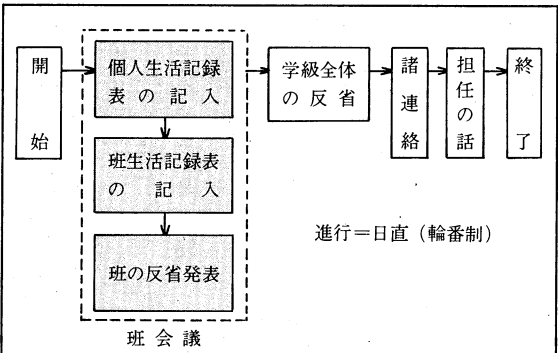 開始
個人生活記録
表の記入
班生活記録表
の記入
班の反省発表
班会議
学級全体
の反省
諸連絡
担任の話
終了
進行＝日直（輪番制）